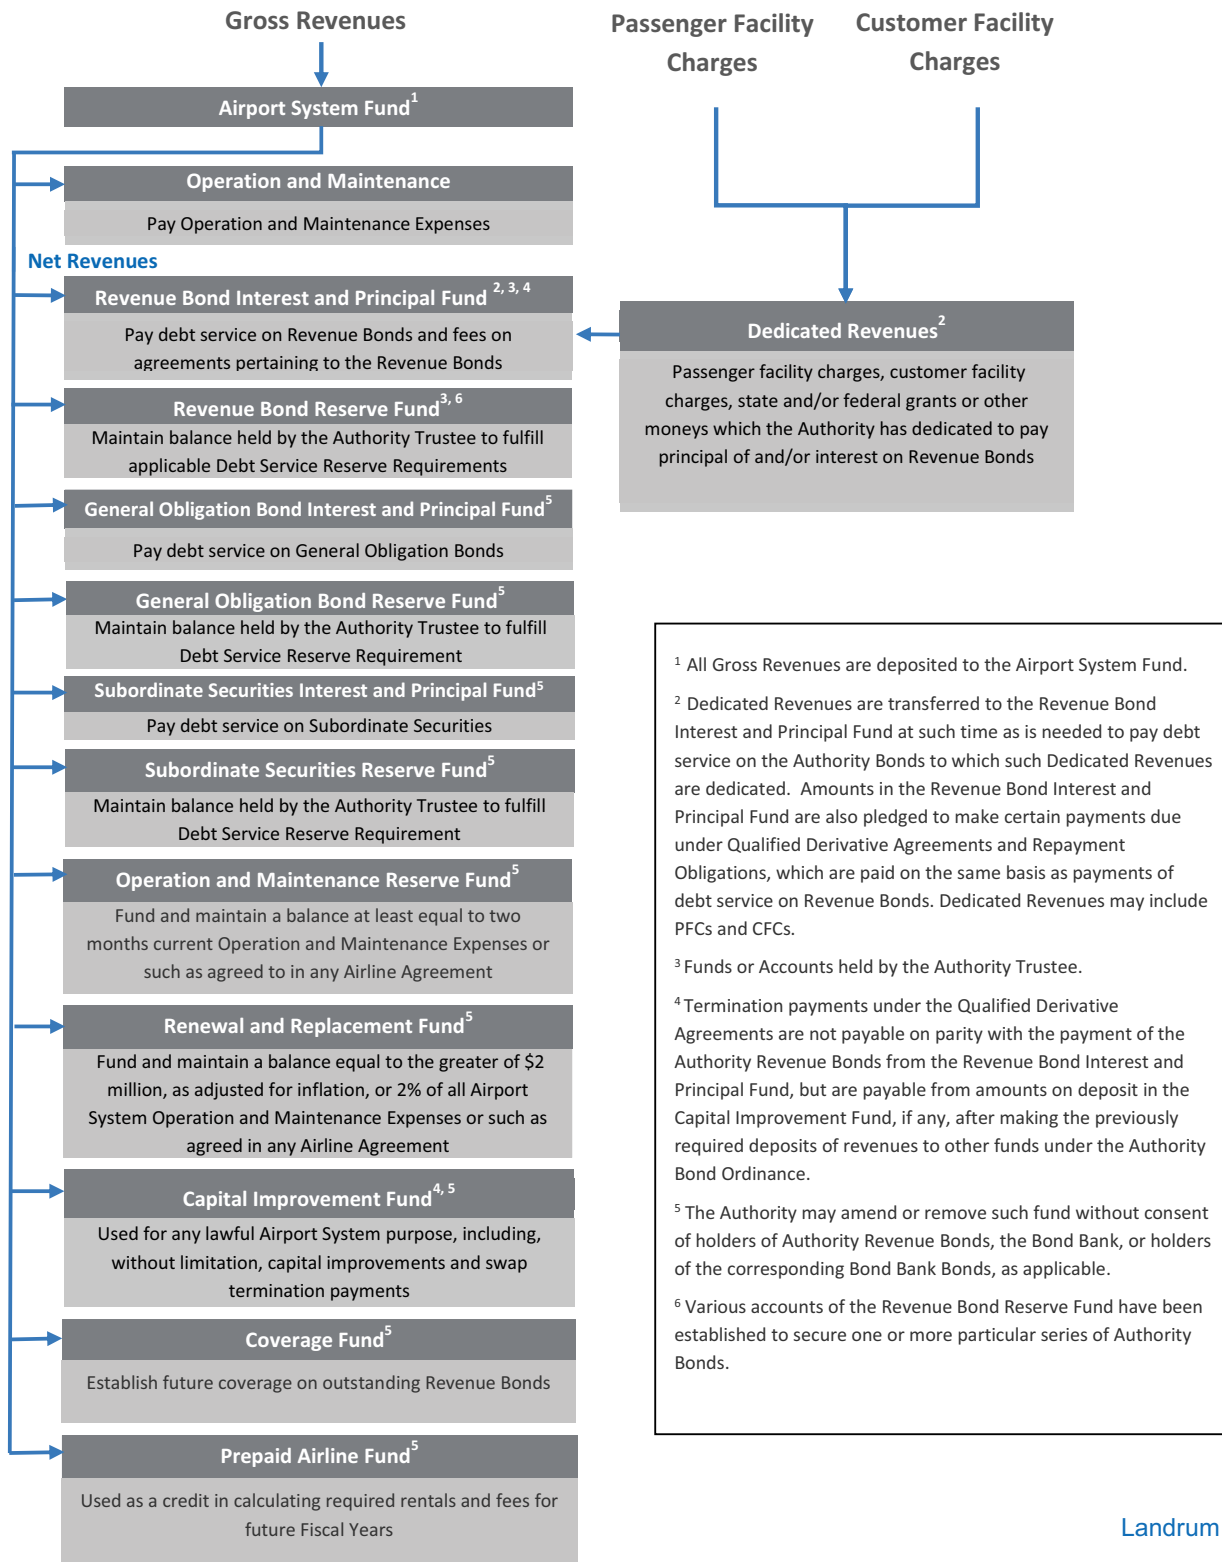 Gross Revenues
Passenger Facility
Charges
Customer Facility
Charges
Airport System Fund1
Operation and Maintenance
Pay Operation and Maintenance Expenses
Net Revenues
Revenue Bond Interest and Principal Fund 2, 3, 4
Pay debt service on Revenue Bonds and fees on
agreements pertaining to the Revenue Bonds
Dedicated Revenues2
Passenger facility charges, customer facility
charges, state and/or federal grants or other
moneys which the Authority has dedicated to pay
principal of and/or interest on Revenue Bonds
Revenue Bond Reserve Fund3, 6
Maintain balance held by the Authority Trustee to fulfill
applicable Debt Service Reserve Requirements
General Obligation Bond Interest and Principal Fund5
Pay debt service on General Obligation Bonds
General Obligation Bond Reserve Fund5
Maintain balance held by the Authority Trustee to fulfill
Debt Service Reserve Requirement
Subordinate Securities Interest and Principal Fund5
Pay debt service on Subordinate Securities
Subordinate Securities Reserve Fund5
Maintain balance held by the Authority Trustee to fulfill
Debt Service Reserve Requirement
Operation and Maintenance Reserve Fund5
Fund and maintain a balance at least equal to two
months current Operation and Maintenance Expenses or
such as agreed to in any Airline Agreement
Renewal and Replacement Fund5
Fund and maintain a balance equal to the greater of $2
million, as adjusted for inflation, or 2% of all Airport
System Operation and Maintenance Expenses or such as
agreed in any Airline Agreement
Capital Improvement Fund4, 5
Used for any lawful Airport System purpose, including,
without limitation, capital improvements and swap
termination payments
Coverage Fund5
Establish future coverage on outstanding Revenue Bonds
Prepaid Airline Fund5
Used as a credit in calculating required rentals and fees for
future Fiscal Years
1 All Gross Revenues are deposited to the Airport System Fund.
2 Dedicated Revenues are transferred to the Revenue Bond
Interest and Principal Fund at such time as is needed to pay debt
service on the Authority Bonds to which such Dedicated Revenues
are dedicated. Amounts in the Revenue Bond Interest and
Principal Fund are also pledged to make certain payments due
under Qualified Derivative Agreements and Repayment
Obligations, which are paid on the same basis as payments of
debt service on Revenue Bonds. Dedicated Revenues may include
PFCs and CFCs.
3 Funds or Accounts held by the Authority Trustee.
4 Termination payments under the Qualified Derivative
Agreements are not payable on parity with the payment of the
Authority Revenue Bonds from the Revenue Bond Interest and
Principal Fund, but are payable from amounts on deposit in the
Capital Improvement Fund, if any, after making the previously
required deposits of revenues to other funds under the Authority
Bond Ordinance.
5 The Authority may amend or remove such fund without consent
of holders of Authority Revenue Bonds, the Bond Bank, or holders
of the corresponding Bond Bank Bonds, as applicable.
6 Various accounts of the Revenue Bond Reserve Fund have been
established to secure one or more particular series of Authority
Bonds.
Landrum